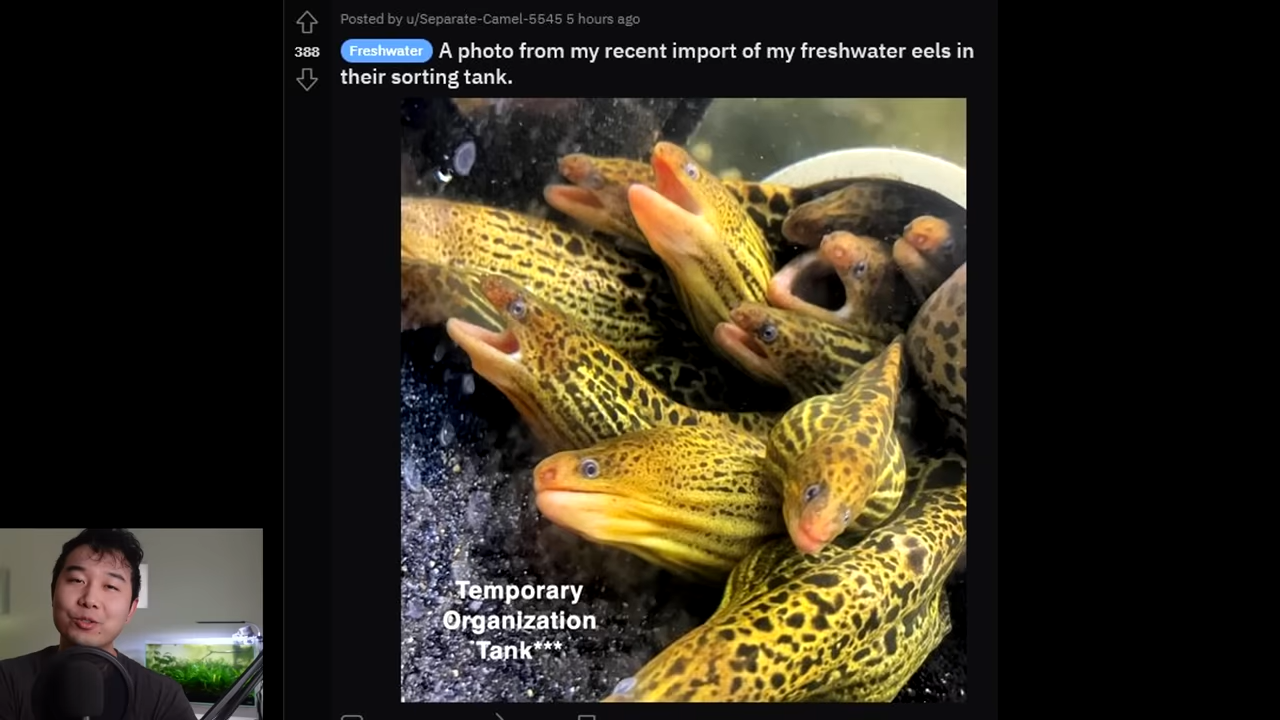 Posted by u/Separate-Camel-5545 5 hours ago
388
Freshwater A photo from my recent import of my freshwater eels in
their sorting tank.
Temporary
Organization
Tank***